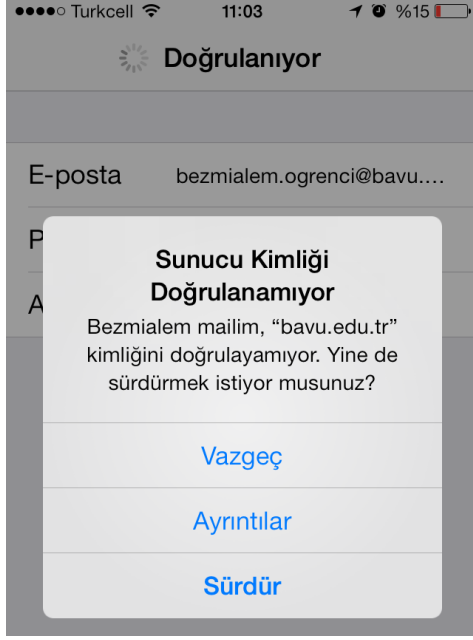 Turkcell 11:03 %15
Doğrulanıyor
E-posta bezmialem.ogrenci@bavu....
P
A
Sunucu Kimliği
Doğrulanamıyor
Bezmialem mailim, “bavu.edu.tr”
kimliğini doğrulayamıyor. Yine de
sürdürmek istiyor musunuz?
Vazgeç
Ayrıntılar
Sürdür